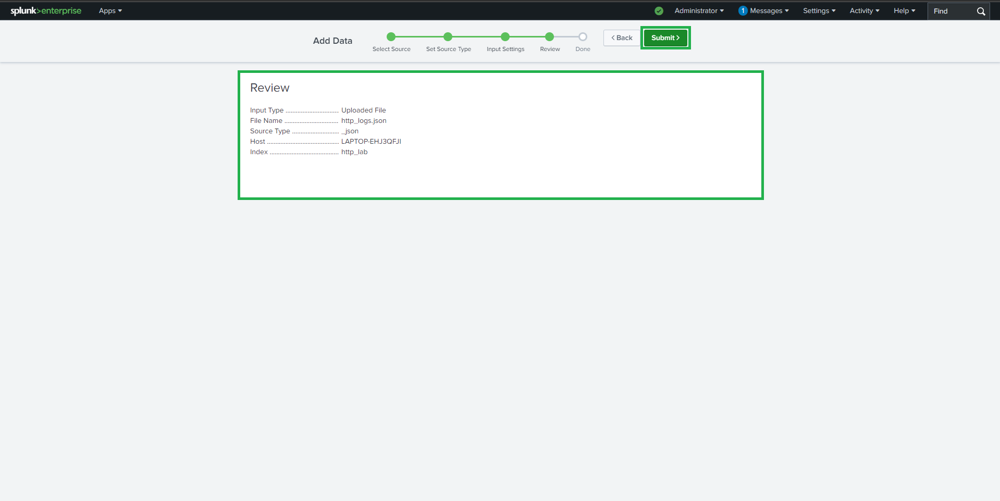 splunk>enterprise Apps Administrator 1 Messages Settings Activity Help Find
Add Data
Select Source Set Source Type Input Settings Review Done
< Back Submit >
Review
Input Type ................................ Uploaded File
File Name ................................ http_logs.json
Source Type ............................ _json
Host .......................................... LAPTOP-EHJ3QFJI
Index ......................................... http_lab